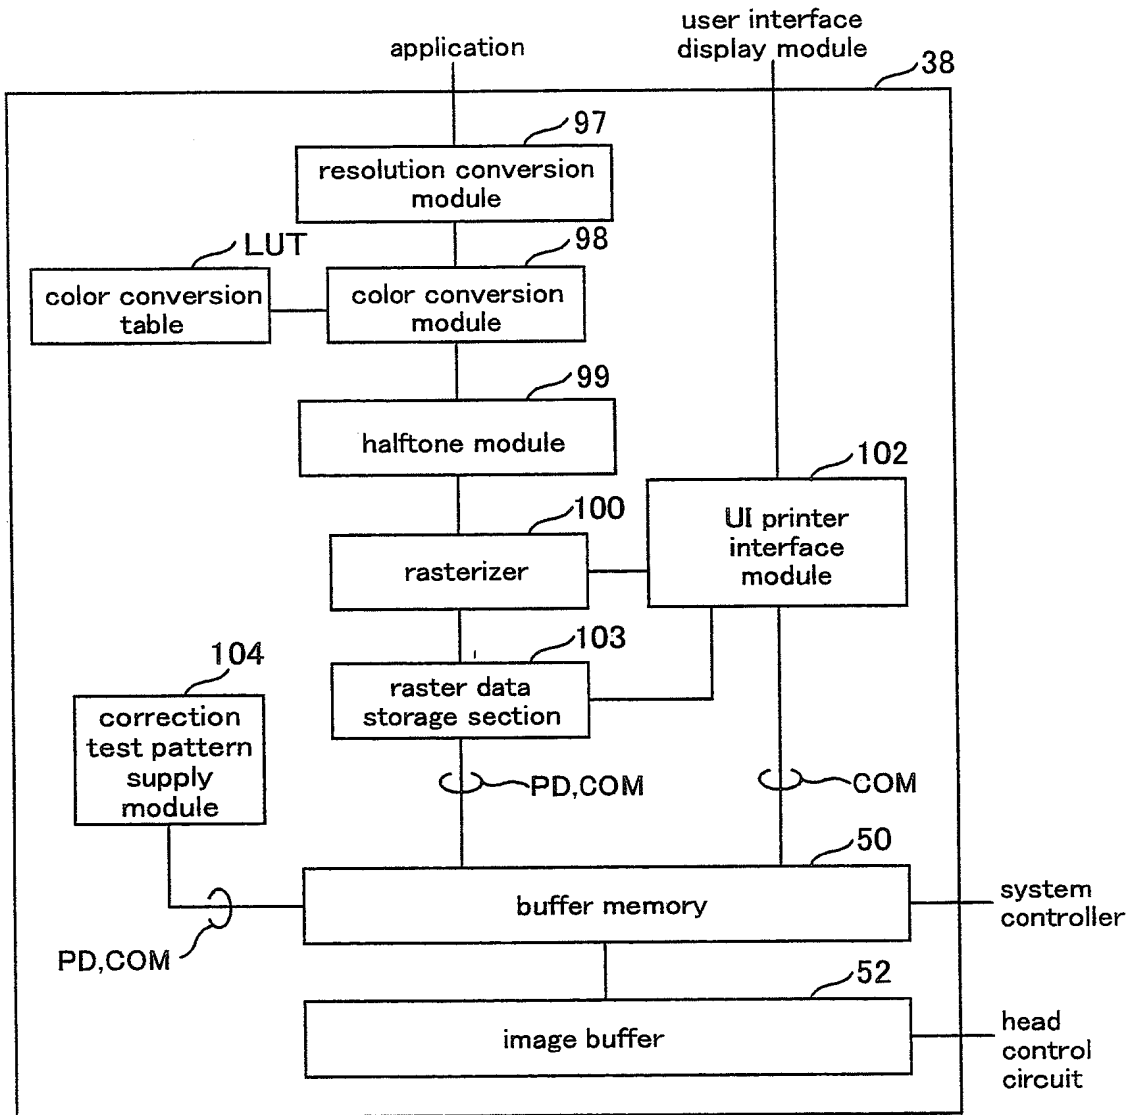 user interface
display module
application
38
97
resolution conversion
module
LUT
98
color conversion
table
color conversion
module
99
halftone module
102
100
UI printer
interface
module
rasterizer
103
104
raster data
storage section
correction
test pattern
supply
module
PD,COM
COM
50
buffer memory
system
controller
PD,COM
52
image buffer
head
control
circuit